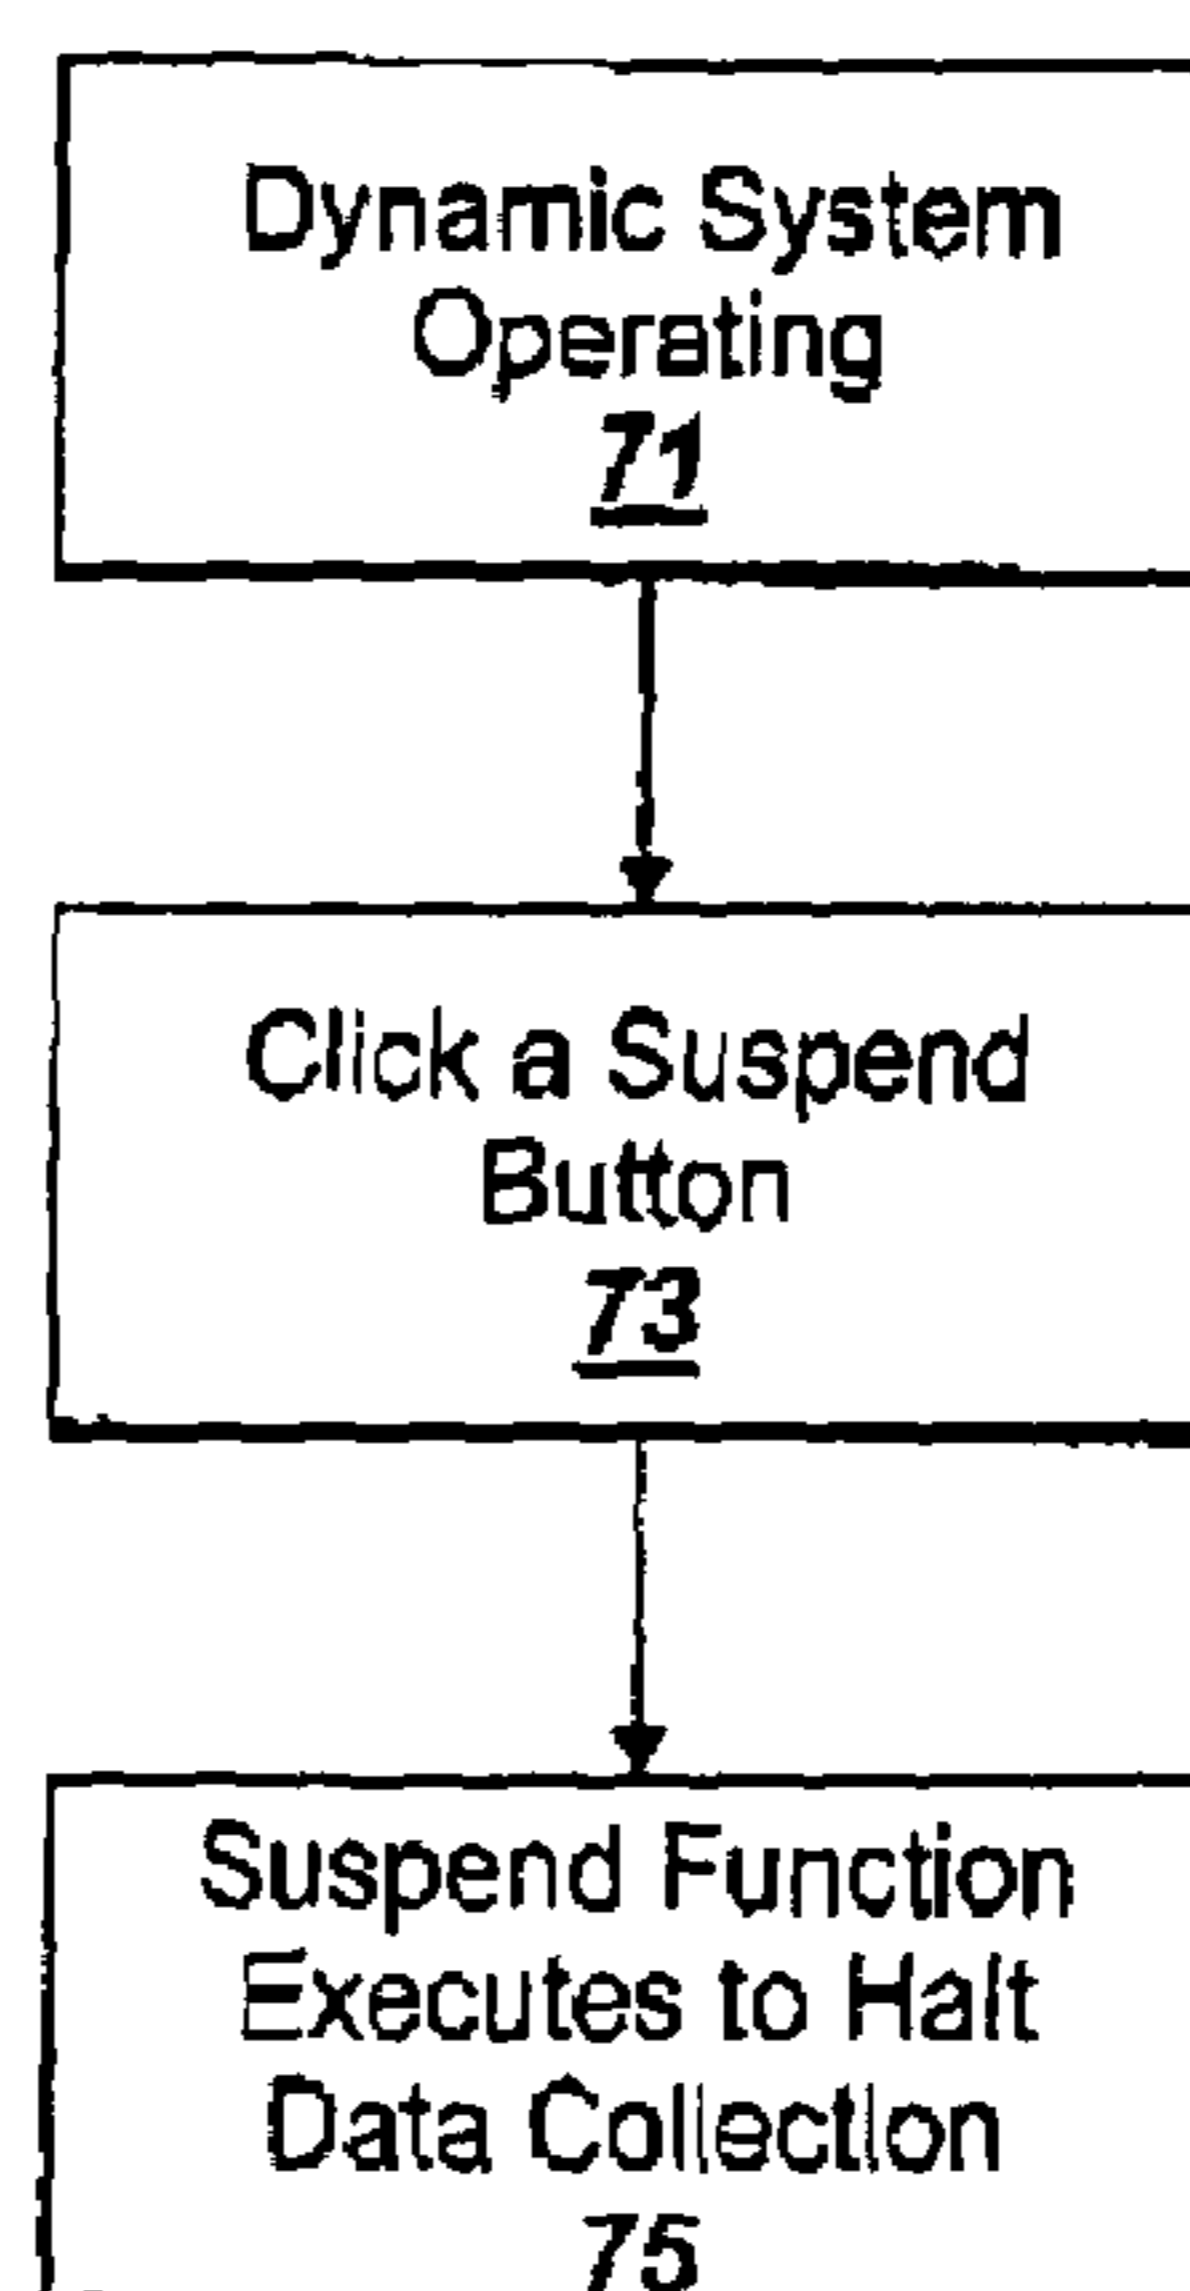 Dynamic System
Operating
71
Click a Suspend
Button
73
Suspend Function
Executes to Halt
Data Collection
75